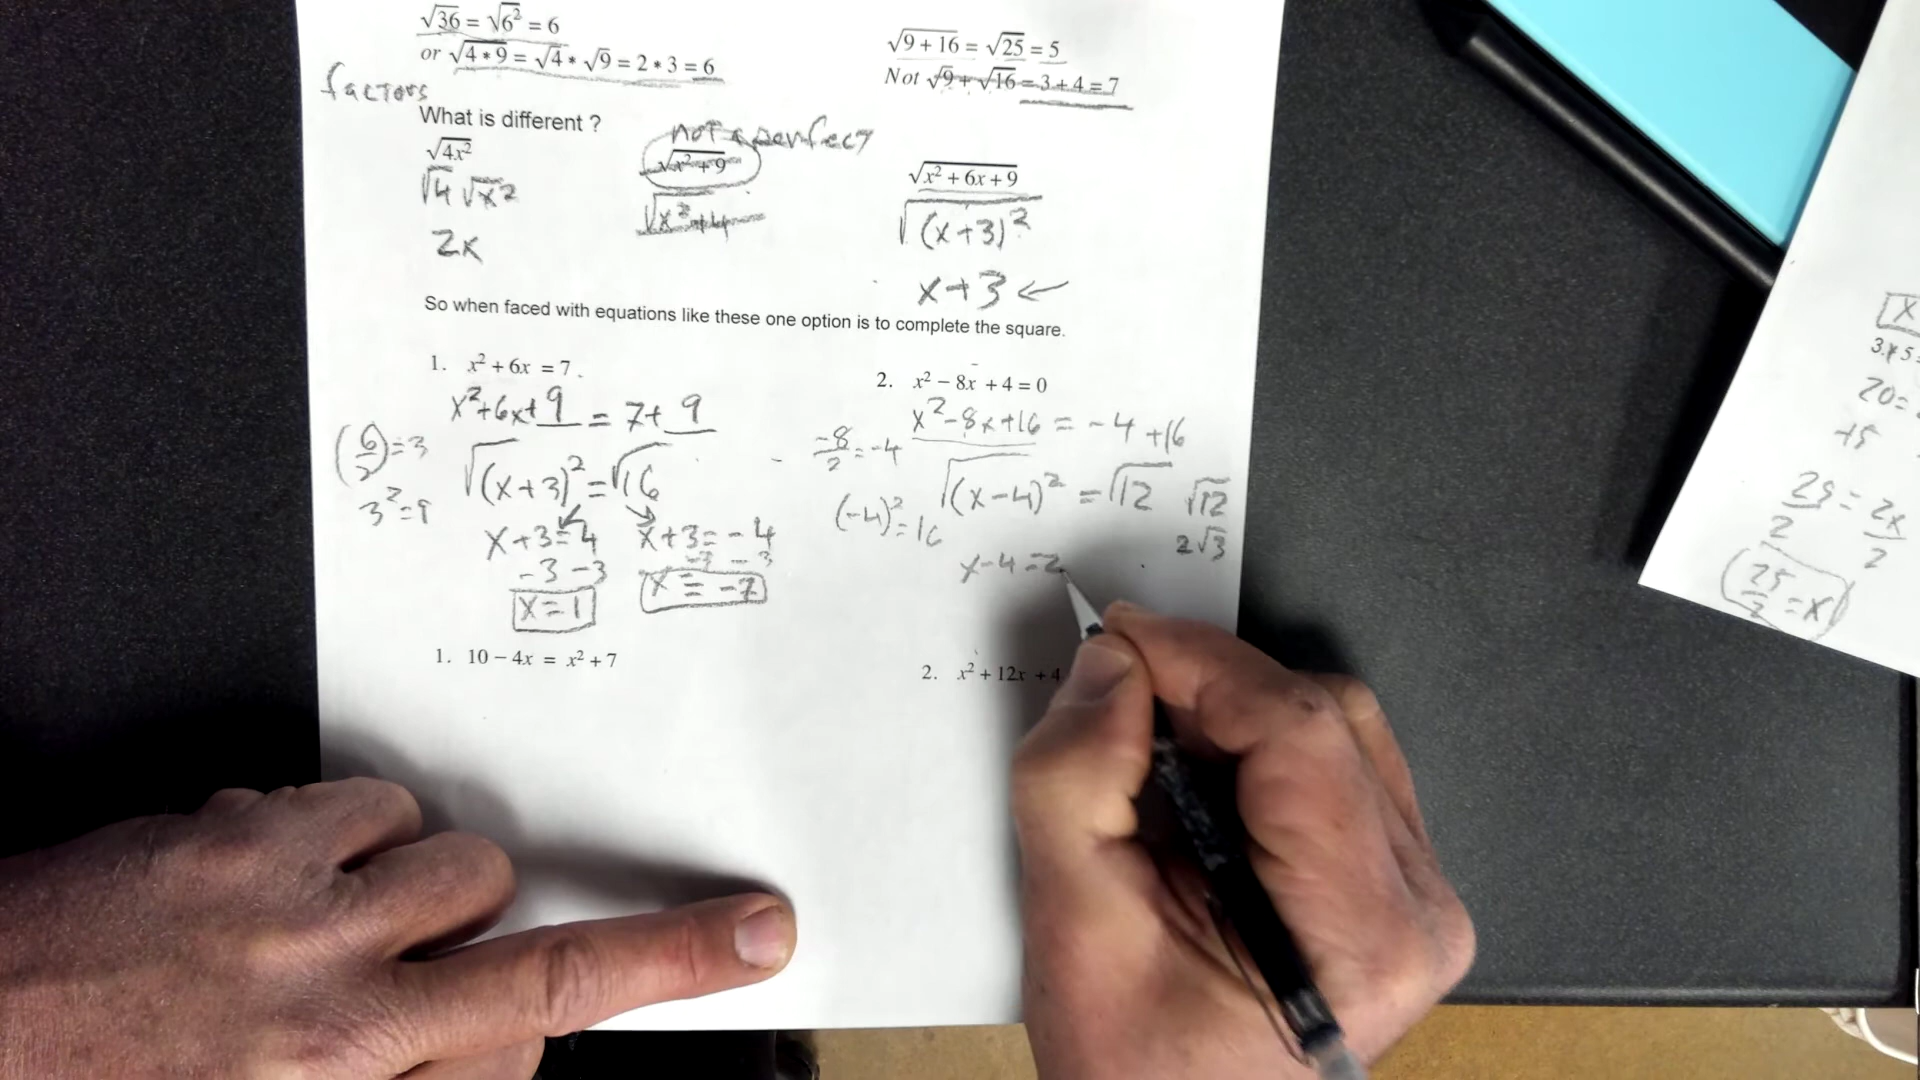 √36 = √6² = 6
or √4*9 = √4 * √9 = 2 * 3 = 6
√9 + 16 = √25 = 5
Not √9 + √16 = 3 + 4 = 7
factors
What is different ?
√4x²
√4 √x²
2x
not a perfect
√x² + 9
√x²
√x² + 6x + 9
√(x+3)²
x+3 ←
So when faced with equations like these one option is to complete the square.
1. x² + 6x = 7
x²+6x+9 = 7+9
(6/2)=3
3²=9
√(x+3)² = √16
x+3=4
-3 -3
x=1
x+3=-4
-3 -3
x = -7
2. x² − 8x + 4 = 0
x²-8x+16 = -4 +16
-8/2=-4
(-4)²=16
√(x-4)² = √12
√12
2√3
x-4=2
1. 10 − 4x = x² + 7
2. x² + 12x + 4
x
3.x5=
20=
+5
25/2 = 2x/2
25/2 = x